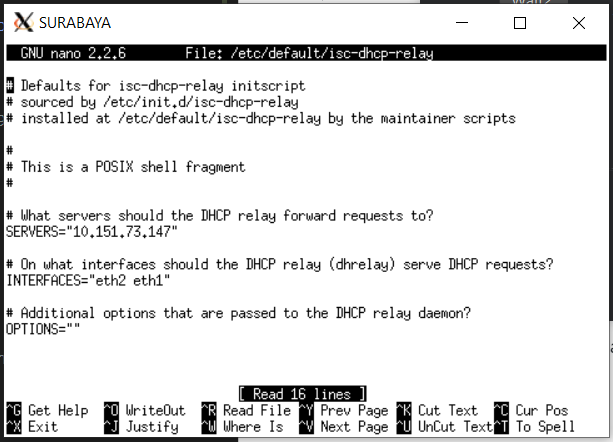 SURABAYA
GNU nano 2.2.6 File: /etc/default/isc-dhcp-relay
# Defaults for isc-dhcp-relay initscript
# sourced by /etc/init.d/isc-dhcp-relay
# installed at /etc/default/isc-dhcp-relay by the maintainer scripts
#
# This is a POSIX shell fragment
#
# What servers should the DHCP relay forward requests to?
SERVERS="10.151.73.147"
# On what interfaces should the DHCP relay (dhrelay) serve DHCP requests?
INTERFACES="eth2 eth1"
# Additional options that are passed to the DHCP relay daemon?
OPTIONS=""
[ Read 16 lines ]
^G Get Help ^O WriteOut ^R Read File ^Y Prev Page ^K Cut Text ^C Cur Pos
^X Exit ^J Justify ^W Where Is ^V Next Page ^U UnCut Text ^T To Spell